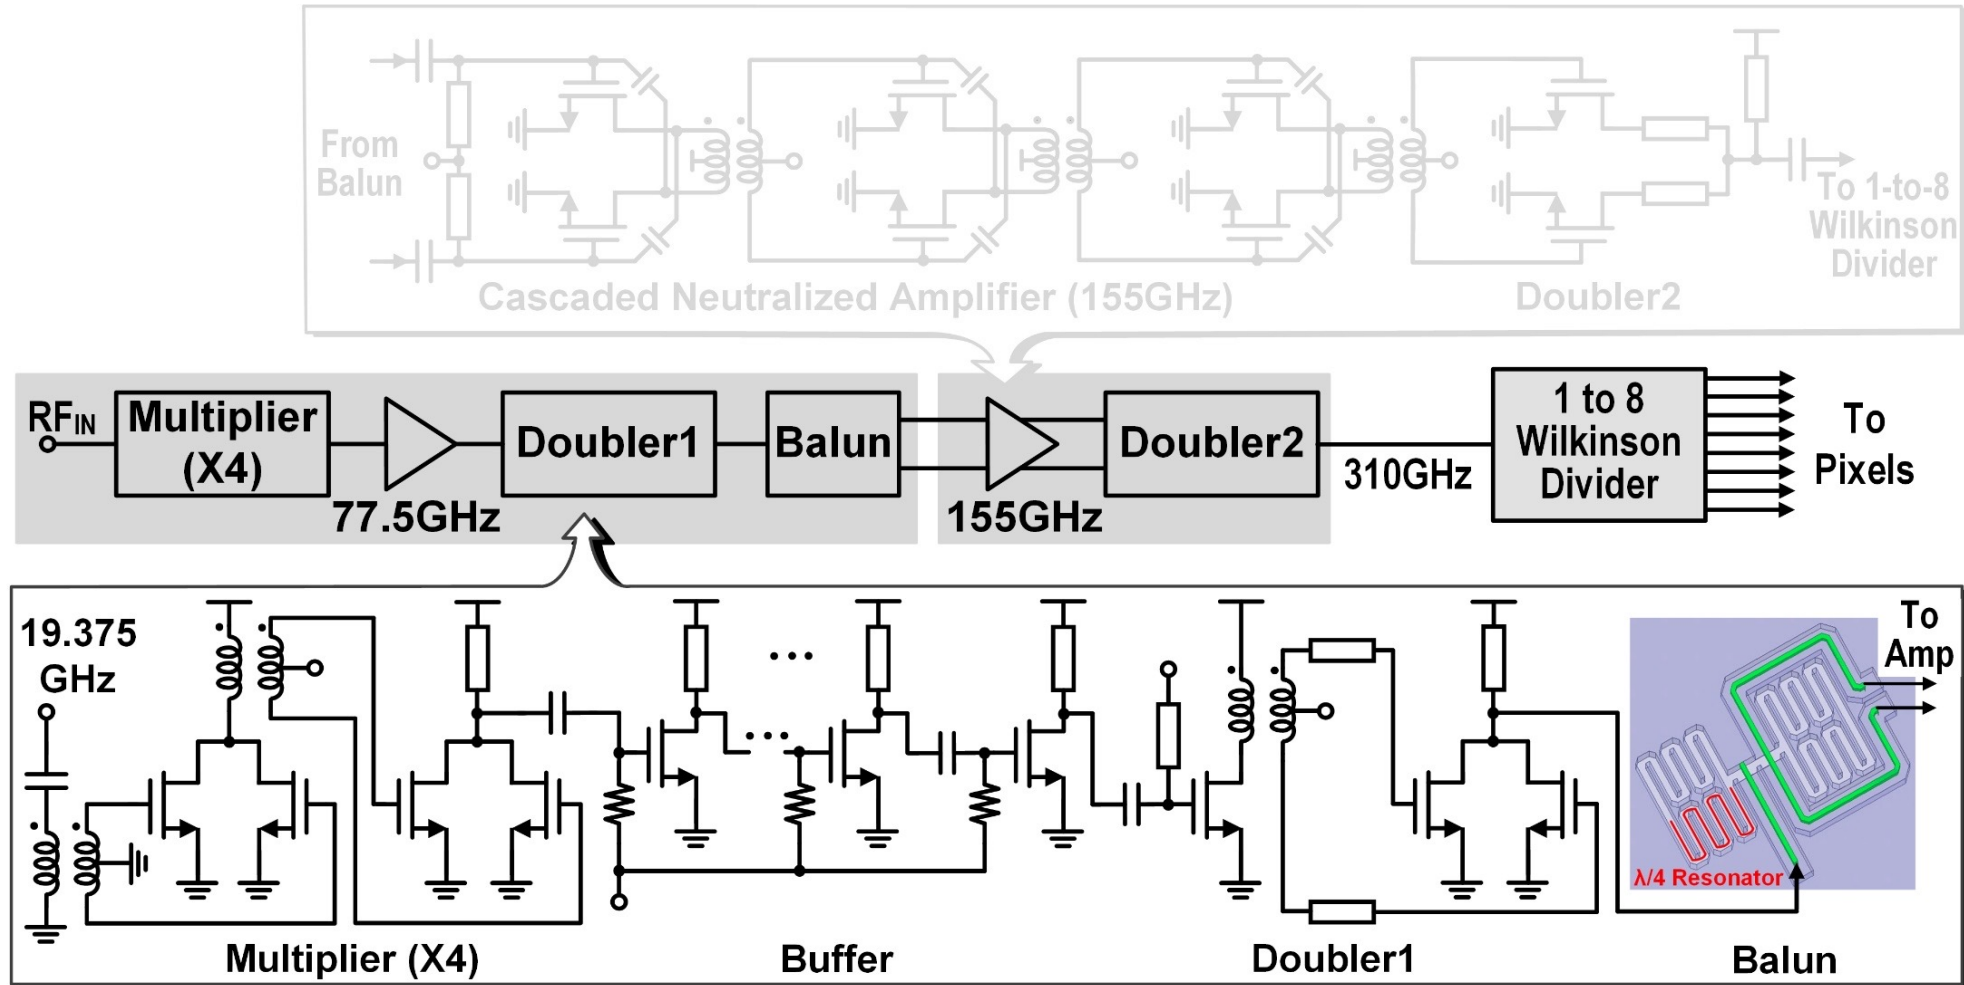 From
Balun
To 1-to-8
Wilkinson
Divider
Cascaded Neutralized Amplifier (155GHz)
Doubler2
RFIN
Multiplier
(X4)
77.5GHz
Doubler1
Balun
155GHz
Doubler2
310GHz
1 to 8
Wilkinson
Divider
To
Pixels
19.375
GHz
To
Amp
λ/4 Resonator
Multiplier (X4)
Buffer
Doubler1
Balun